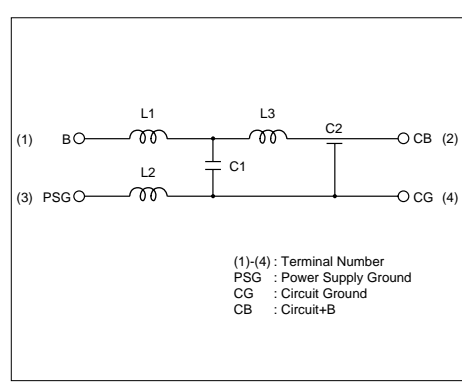 L1
L3
C2
(1) B
CB (2)
C1
L2
(3) PSG
CG (4)
(1)-(4) : Terminal Number
PSG : Power Supply Ground
CG : Circuit Ground
CB : Circuit+B